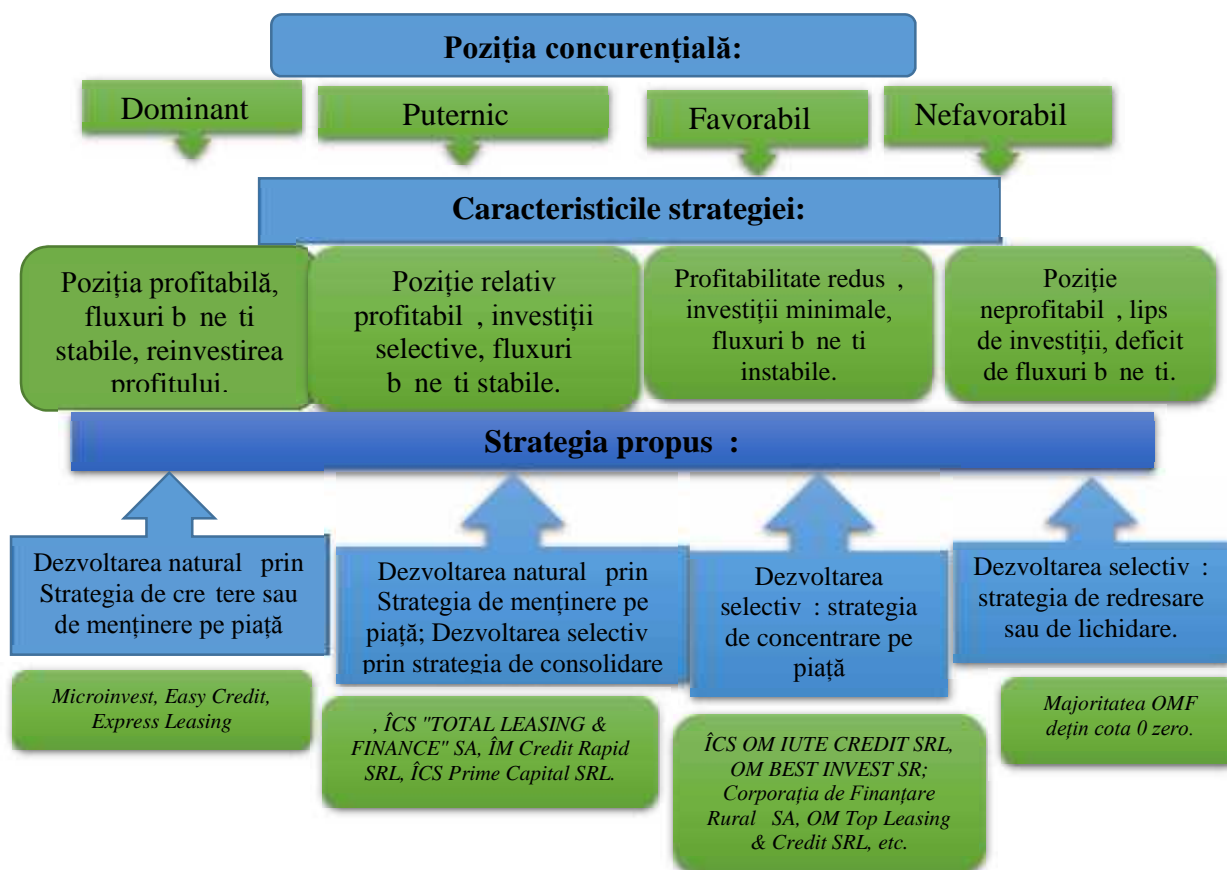 Poziția concurențială:
Dominant
Puternic
Favorabil
Nefavorabil
Caracteristicile strategiei:
Poziția profitabilă,
fluxuri b ne ti
stabile, reinvestirea
profitului.
Poziție relativ
profitabil , investiții
selective, fluxuri
b ne ti stabile.
Profitabilitate redus ,
investiții minimale,
fluxuri b ne ti
instabile.
Poziție
neprofitabil , lips
de investiții, deficit
de fluxuri b ne ti.
Strategia propus :
Dezvoltarea natural prin
Strategia de cre tere sau
de menținere pe piață
Dezvoltarea natural prin
Strategia de menținere pe
piață; Dezvoltarea selectiv
prin strategia de consolidare
Dezvoltarea
selectiv : strategia
de concentrare pe
piață
Dezvoltarea selectiv :
strategia de redresare
sau de lichidare.
Microinvest, Easy Credit,
Express Leasing
, ÎCS "TOTAL LEASING &
FINANCE" SA, ÎM Credit Rapid
SRL, ÎCS Prime Capital SRL.
ÎCS OM IUTE CREDIT SRL,
OM BEST INVEST SR;
Corporația de Finanțare
Rural SA, OM Top Leasing
& Credit SRL, etc.
Majoritatea OMF
dețin cota 0 zero.